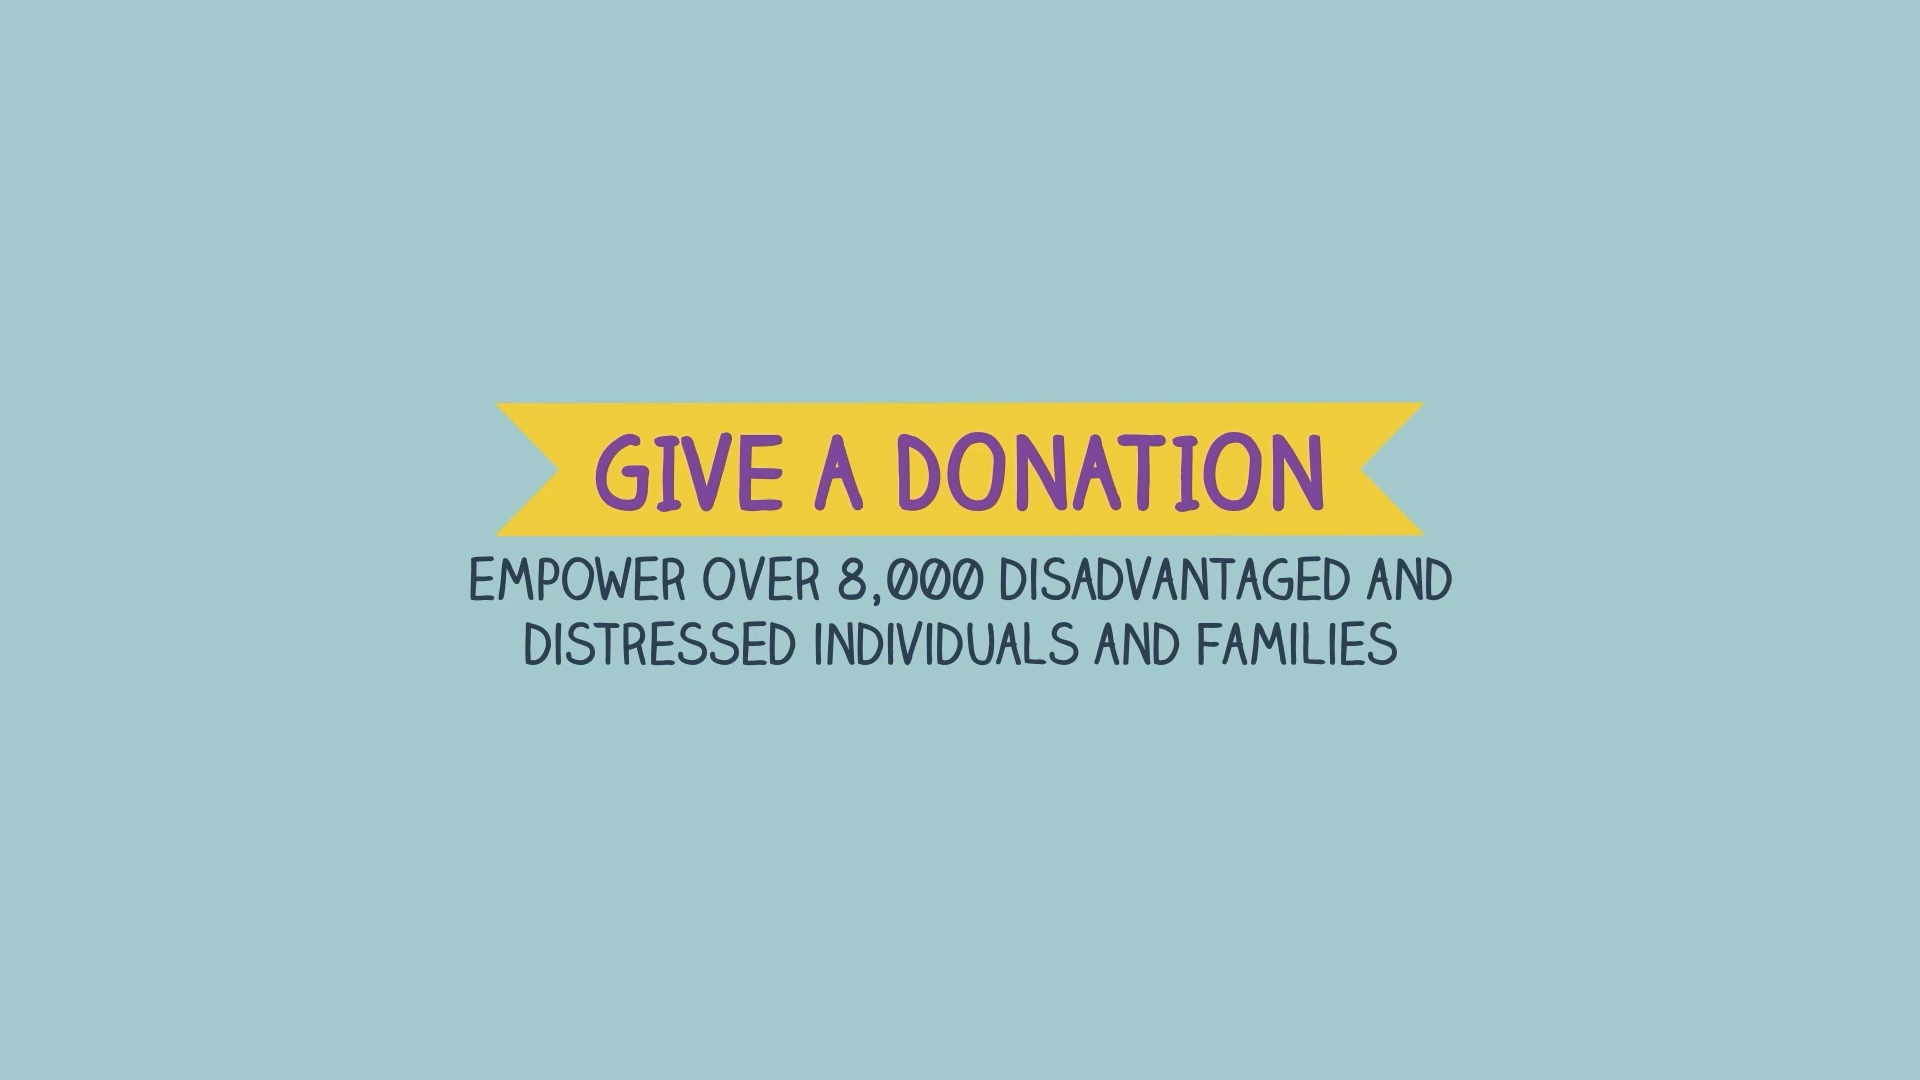 GIVE A DONATION
EMPOWER OVER 8,000 DISADVANTAGED AND
DISTRESSED INDIVIDUALS AND FAMILIES